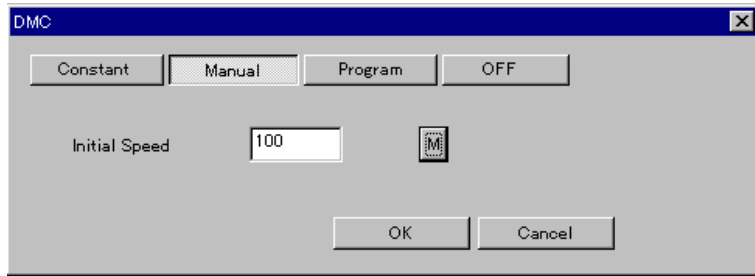 DMC
Constant Manual Program OFF
Initial Speed 100 M
OK Cancel